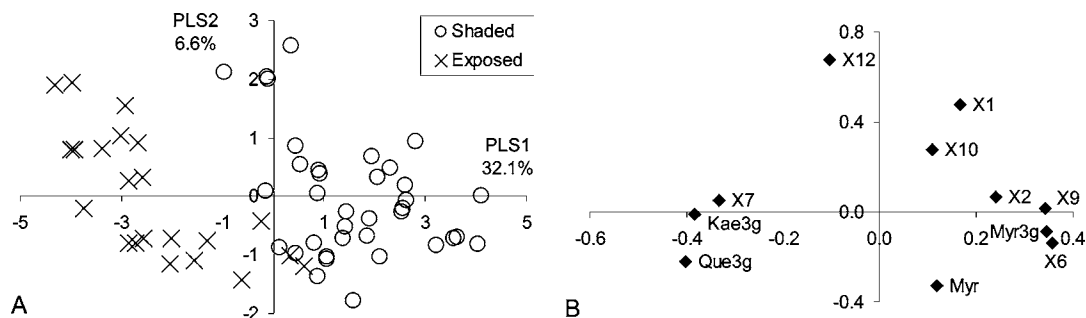 PLS2
6.6%
Shaded
Exposed
PLS1
32.1%
3
2
1
0
-1
-2
-5
-3
-1
1
3
5
A
0.8
0.4
0.0
-0.4
-0.6
-0.4
-0.2
0.0
0.2
0.4
X12
X1
X10
X7
X2
X9
Kae3g
Myr3g
Que3g
X6
Myr
B